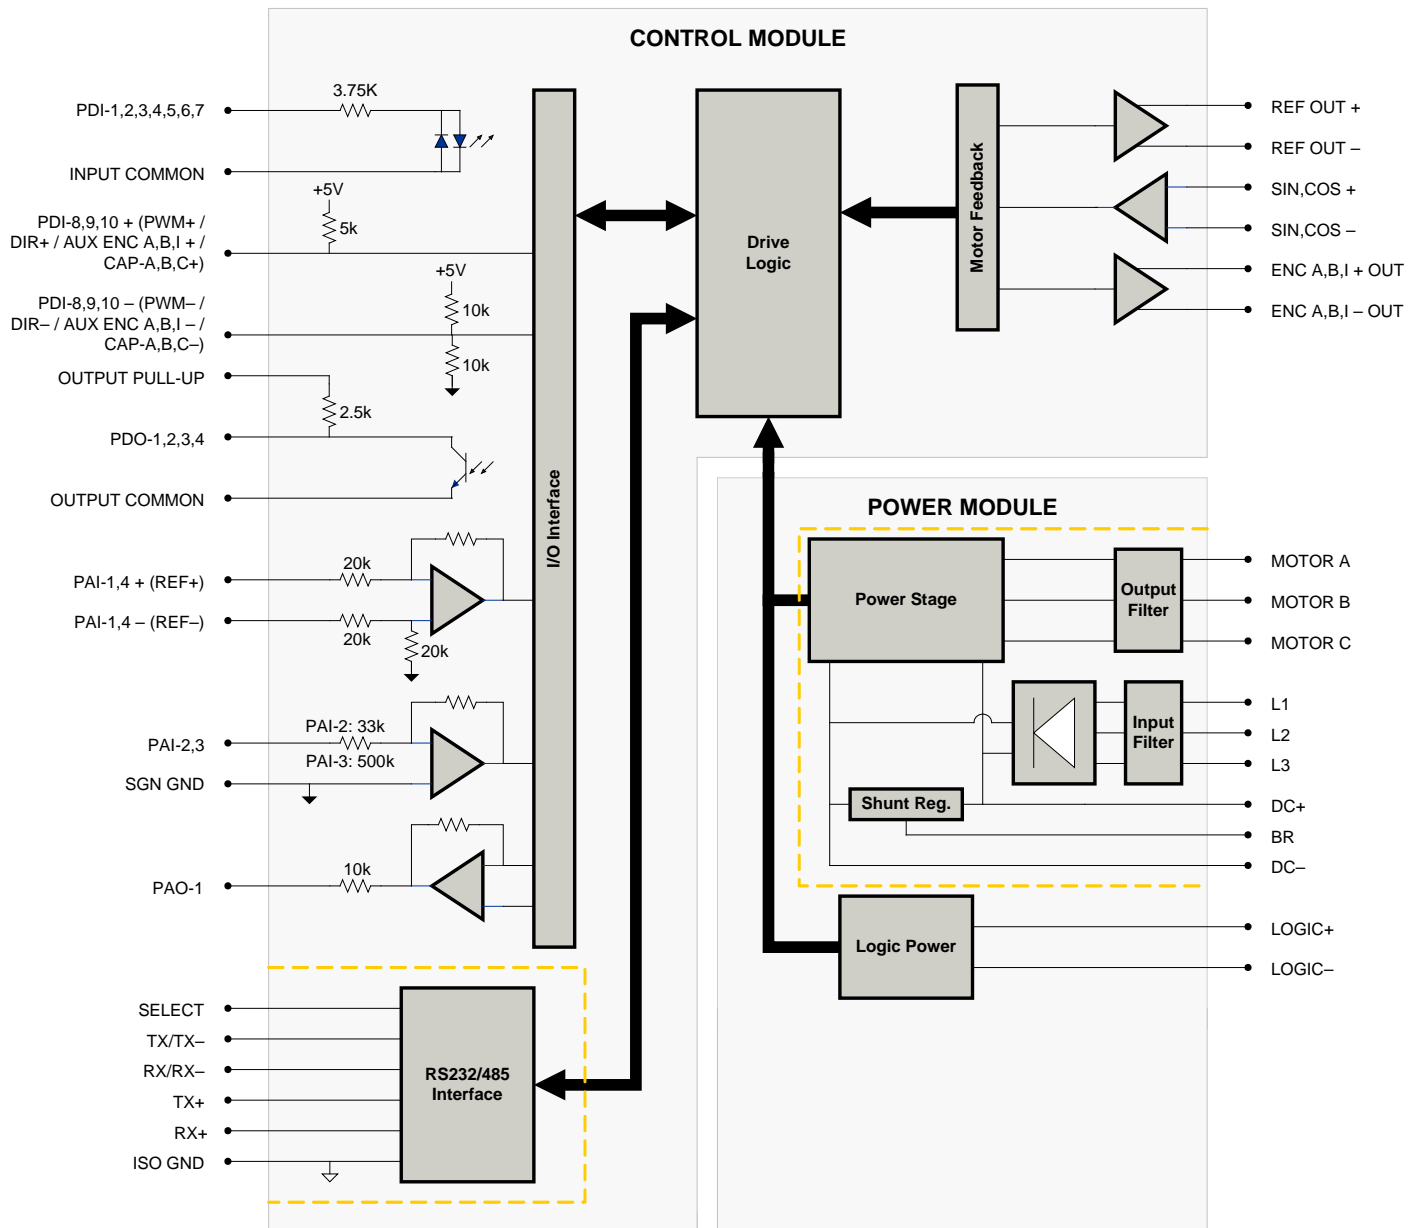 CONTROL MODULE
PDI-1,2,3,4,5,6,7
3.75K
INPUT COMMON
+5V
5k
PDI-8,9,10 + (PWM+ /
DIR+ / AUX ENC A,B,I + /
CAP-A,B,C+)
+5V
10k
10k
PDI-8,9,10 – (PWM– /
DIR– / AUX ENC A,B,I – /
CAP-A,B,C–)
OUTPUT PULL-UP
2.5k
PDO-1,2,3,4
OUTPUT COMMON
PAI-1,4 + (REF+)
20k
PAI-1,4 – (REF–)
20k
20k
PAI-2,3
PAI-2: 33k
PAI-3: 500k
SGN GND
PAO-1
10k
I/O Interface
SELECT
TX/TX–
RX/RX–
TX+
RX+
ISO GND
RS232/485
Interface
Drive
Logic
Motor Feedback
REF OUT +
REF OUT –
SIN,COS +
SIN,COS –
ENC A,B,I + OUT
ENC A,B,I – OUT
POWER MODULE
Power Stage
Output
Filter
MOTOR A
MOTOR B
MOTOR C
Input
Filter
L1
L2
L3
Shunt Reg.
DC+
BR
DC–
Logic Power
LOGIC+
LOGIC–